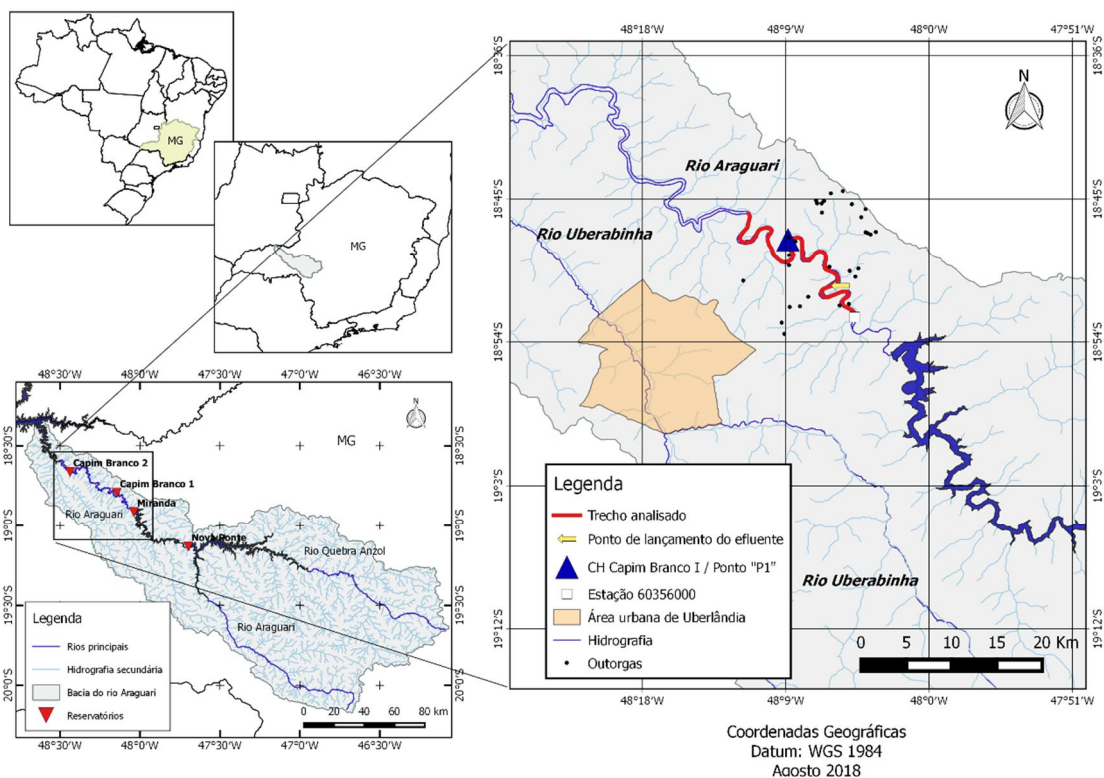 MG
MG
48°30'W 48°0'W 47°30'W 47°0'W 46°30'W
18°30'S
19°0'S
19°30'S
20°0'S
18°30'S
19°0'S
19°30'S
20°0'S
N
MG
Capim Branco 2
Capim Branco 1
Miranda
Rio Araguari
Nova Ponte
Rio Quebra Anzol
Rio Araguari
Legenda
Rios principais
Hidrografia secundária
Bacia do rio Araguari
Reservatórios
0 20 40 60 80 km
48°30'W 48°0'W 47°30'W 47°0'W 46°30'W
48°18'W 48°9'W 48°0'W 47°51'W
18°36'S
18°45'S
18°54'S
19°3'S
19°12'S
18°36'S
18°45'S
18°54'S
19°3'S
19°12'S
N
Rio Araguari
Rio Uberabinha
Rio Uberabinha
Legenda
Trecho analisado
Ponto de lançamento do efluente
CH Capim Branco I / Ponto "P1"
Estação 60356000
Área urbana de Uberlândia
Hidrografia
Outorgas
0 5 10 15 20 Km
48°18'W 48°9'W 48°0'W 47°51'W
Coordenadas Geográficas
Datum: WGS 1984
Agosto 2018